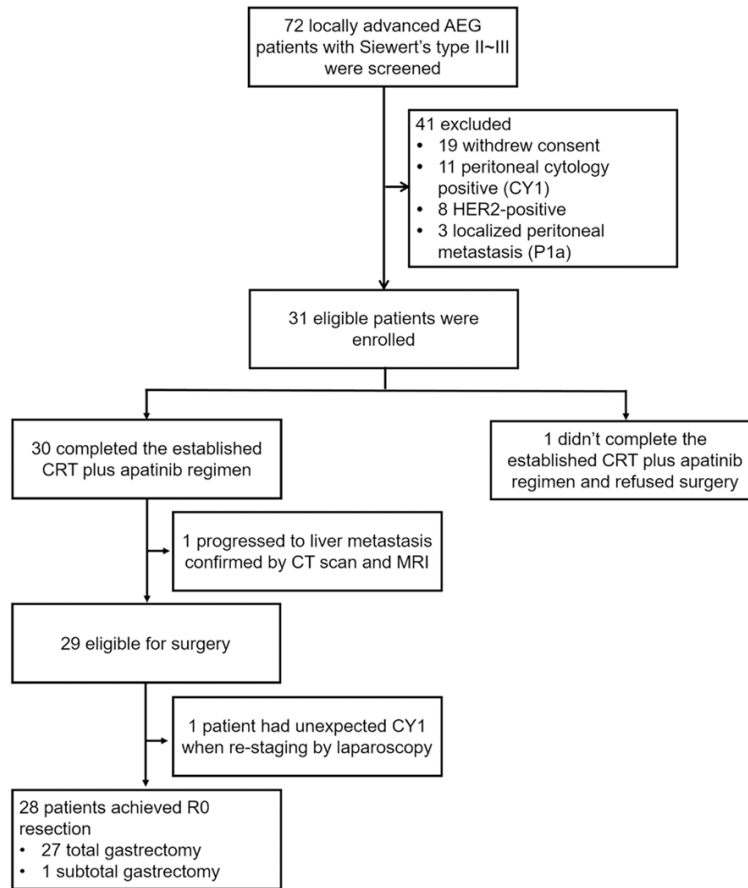 72 locally advanced AEG
patients with Siewert's type II~III
were screened
41 excluded
• 19 withdrew consent
• 11 peritoneal cytology
positive (CY1)
• 8 HER2-positive
• 3 localized peritoneal
metastasis (P1a)
31 eligible patients were
enrolled
30 completed the established
CRT plus apatinib regimen
1 didn't complete the
established CRT plus apatinib
regimen and refused surgery
1 progressed to liver metastasis
confirmed by CT scan and MRI
29 eligible for surgery
1 patient had unexpected CY1
when re-staging by laparoscopy
28 patients achieved R0
resection
• 27 total gastrectomy
• 1 subtotal gastrectomy